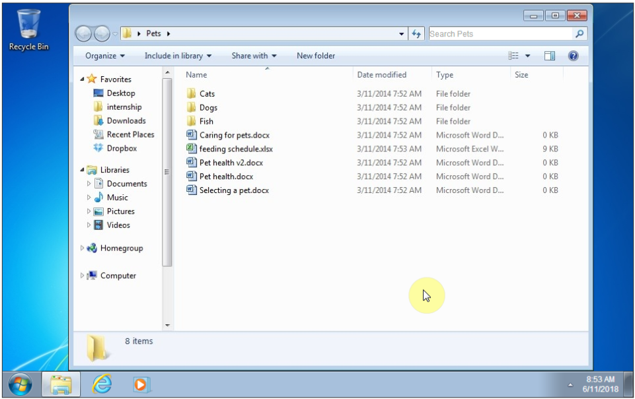 Recycle Bin
Pets
Search Pets
Organize Include in library Share with New folder
Name Date modified Type Size
Favorites
Desktop
internship
Downloads
Recent Places
Dropbox
Libraries
Documents
Music
Pictures
Videos
Homegroup
Computer
Cats 3/11/2014 7:52 AM File folder
Dogs 3/11/2014 7:52 AM File folder
Fish 3/11/2014 7:52 AM File folder
Caring for pets.docx 3/11/2014 7:52 AM Microsoft Word D... 0 KB
feeding schedule.xlsx 3/11/2014 7:53 AM Microsoft Excel W... 9 KB
Pet health v2.docx 3/11/2014 7:52 AM Microsoft Word D... 0 KB
Pet health.docx 3/11/2014 7:52 AM Microsoft Word D... 0 KB
Selecting a pet.docx 3/11/2014 7:52 AM Microsoft Word D... 0 KB
8 items
8:53 AM
6/11/2018